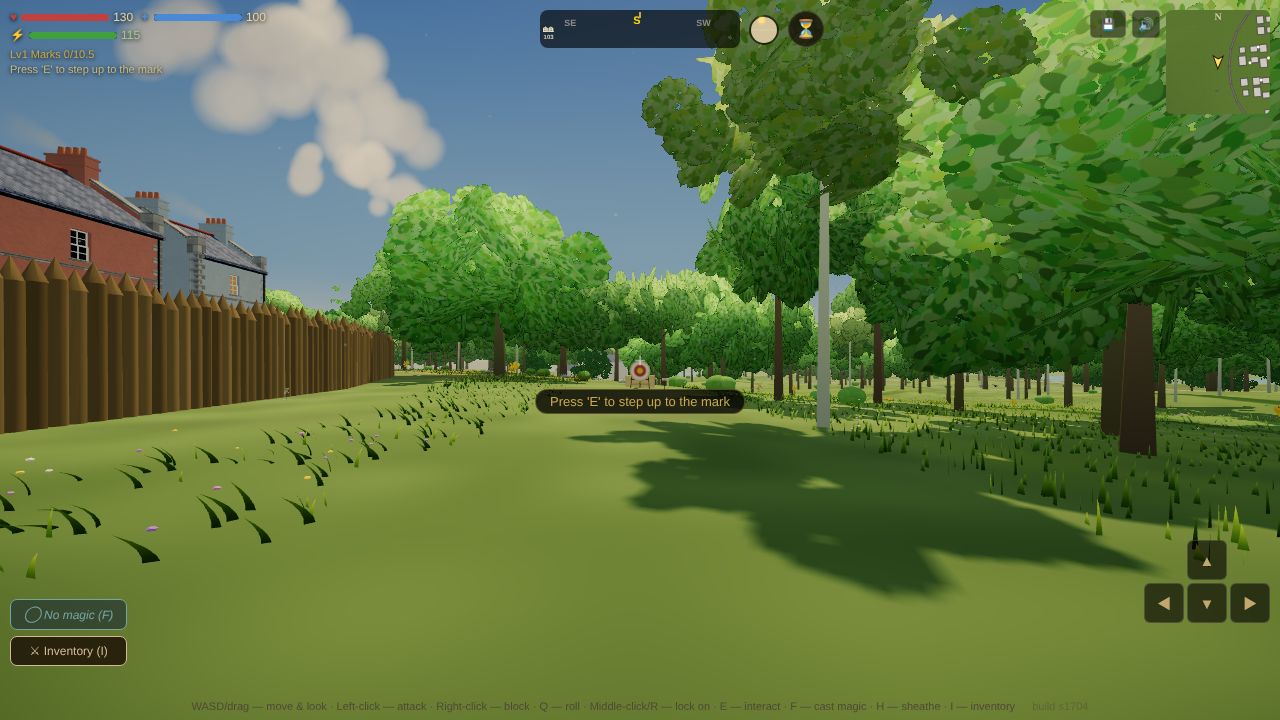 130
100
115
Lv1 Marks 0/10.5
Press 'E' to step up to the mark
SE
S
SW
103
N
Press 'E' to step up to the mark
No magic (F)
Inventory (I)
WASD/drag — move & look · Left-click — attack · Right-click — block · Q — roll · Middle-click/R — lock on · E — interact · F — cast magic · H — sheathe · I — inventory
build s1704